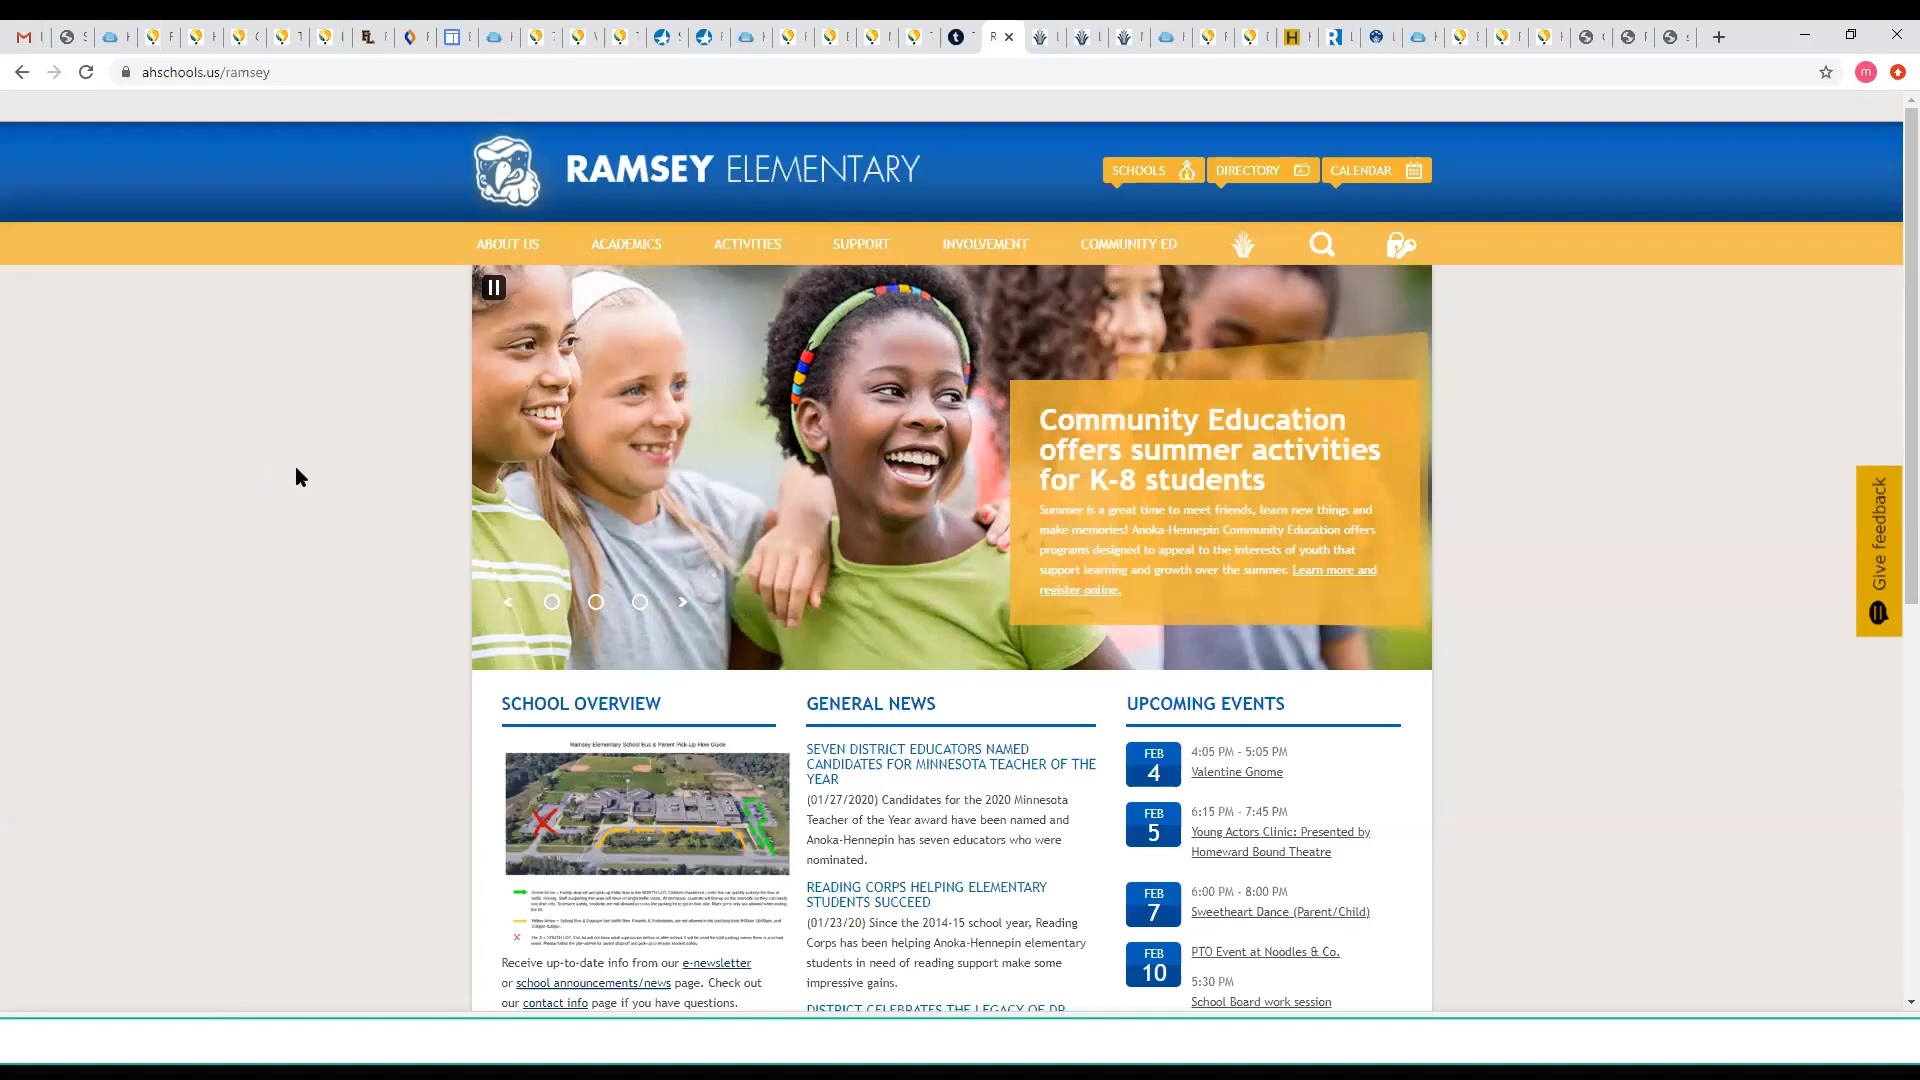 ahschools.us/ramsey
m
RAMSEY ELEMENTARY
SCHOOLS
DIRECTORY
CALENDAR
ABOUT US
ACADEMICS
ACTIVITIES
SUPPORT
INVOLVEMENT
COMMUNITY ED
Community Education
offers summer activities
for K-8 students
Summer is a great time to meet friends, learn new things and
make memories! Anoka-Hennepin Community Education offers
programs designed to appeal to the interests of youth that
support learning and growth over the summer. Learn more and
register online.
Give feedback
SCHOOL OVERVIEW
Ramsey Elementary School Bus & Parent Pick-Up Flow Guide
Receive up-to-date info from our e-newsletter
or school announcements/news page. Check out
our contact info page if you have questions.
GENERAL NEWS
SEVEN DISTRICT EDUCATORS NAMED
CANDIDATES FOR MINNESOTA TEACHER OF THE
YEAR
(01/27/2020) Candidates for the 2020 Minnesota
Teacher of the Year award have been named and
Anoka-Hennepin has seven educators who were
nominated.
READING CORPS HELPING ELEMENTARY
STUDENTS SUCCEED
(01/23/20) Since the 2014-15 school year, Reading
Corps has been helping Anoka-Hennepin elementary
students in need of reading support make some
impressive gains.
DISTRICT CELEBRATES THE LEGACY OF DR
UPCOMING EVENTS
FEB
4
4:05 PM - 5:05 PM
Valentine Gnome
FEB
5
6:15 PM - 7:45 PM
Young Actors Clinic: Presented by
Homeward Bound Theatre
FEB
7
6:00 PM - 8:00 PM
Sweetheart Dance (Parent/Child)
FEB
10
PTO Event at Noodles & Co.
5:30 PM
School Board work session